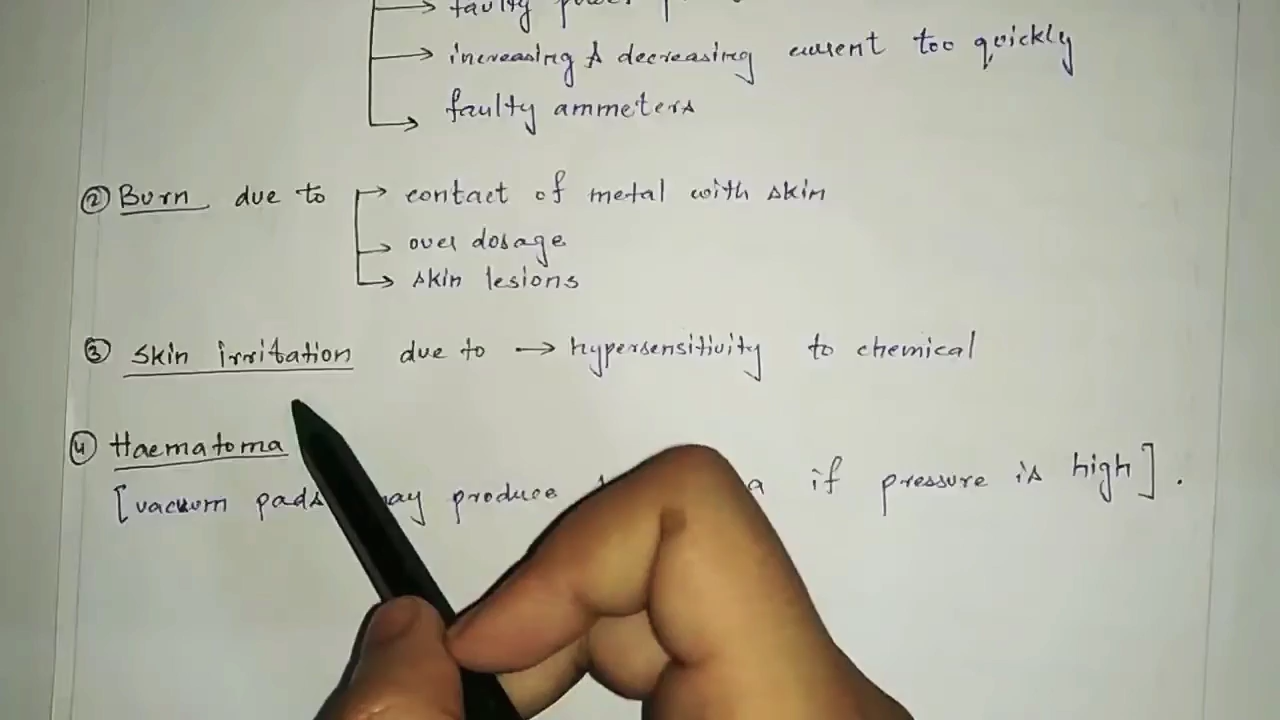 faulty
increasing & decreasing current too quickly
faulty ammeters
② Burn due to
contact of metal with skin
over dosage
skin lesions
③ skin irritation due to → hypersensitivity to chemical
④ Haematoma
[vacuum pads may produce if pressure is high].